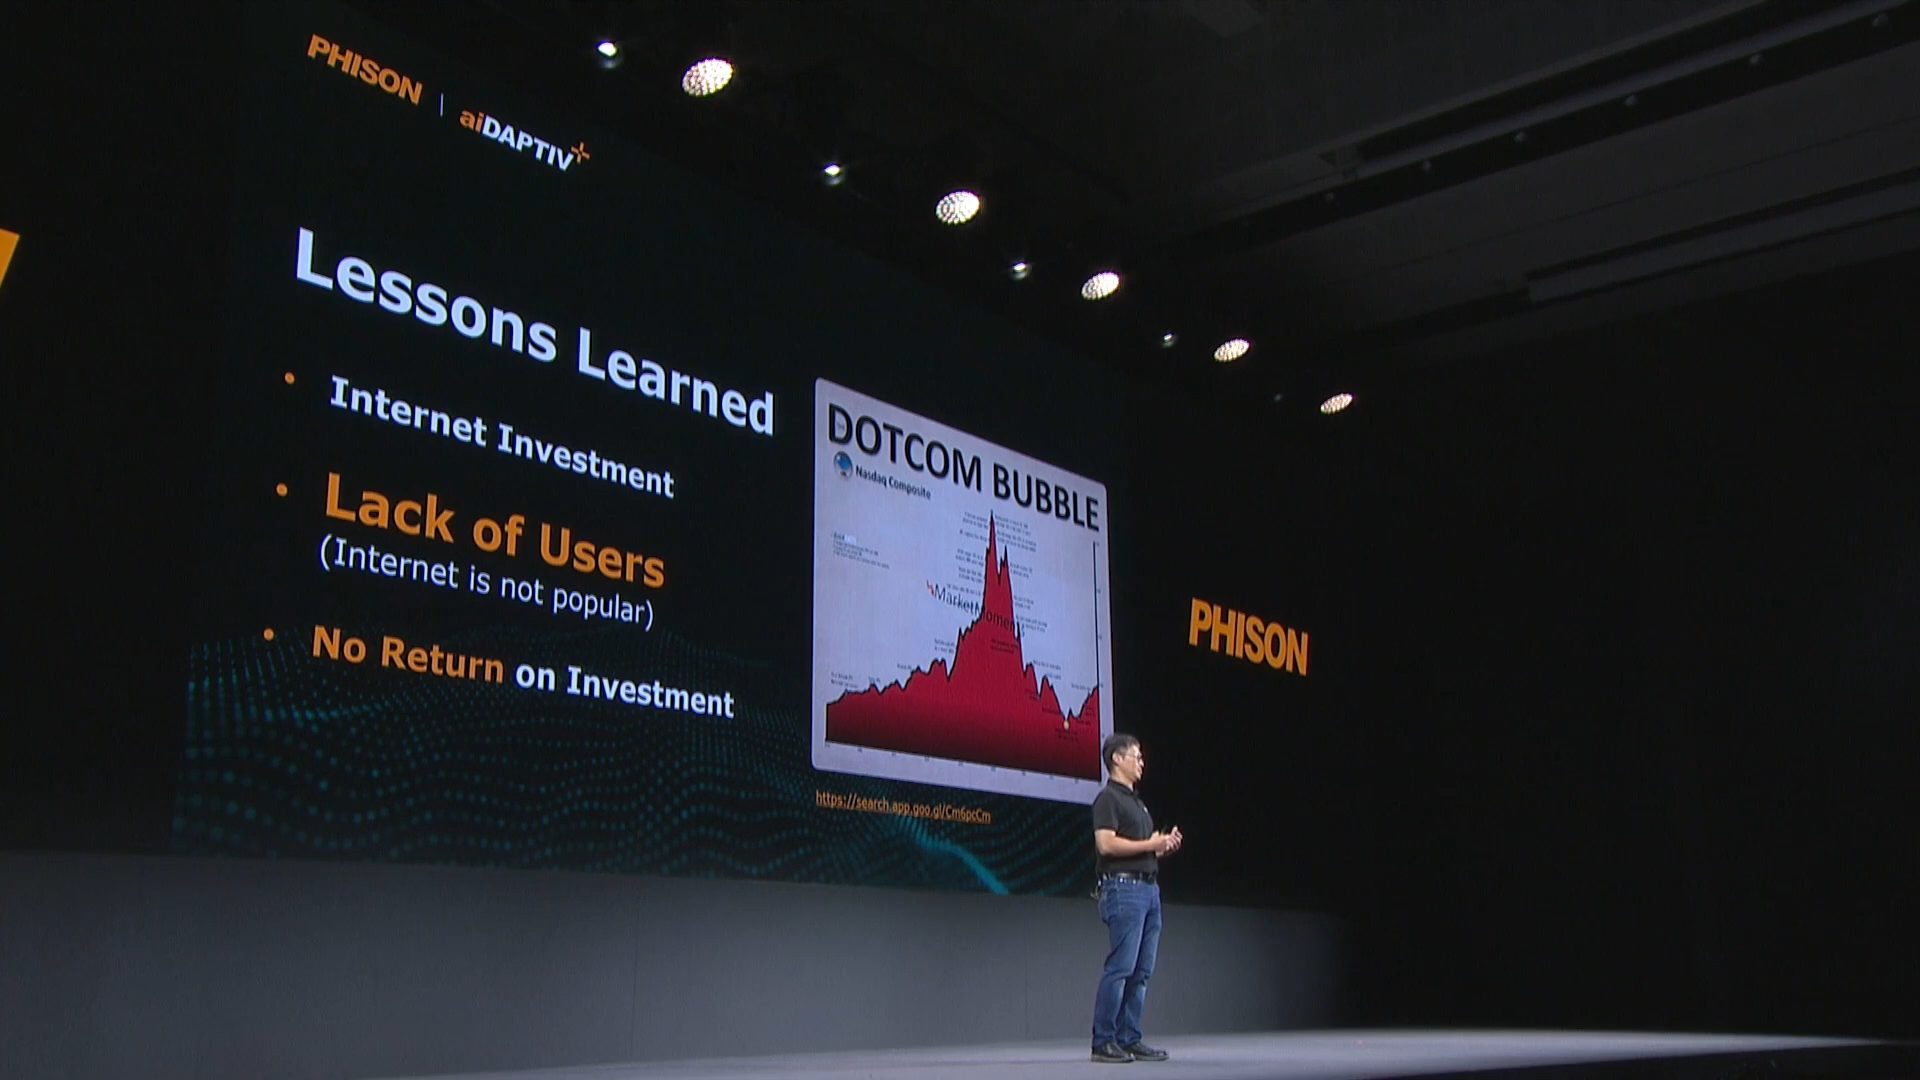 PHISON | aiDAPTIV+
Lessons Learned
• Internet Investment
• Lack of Users
(Internet is not popular)
• No Return on Investment
DOTCOM BUBBLE
Nasdaq Composite
MarketMoments
https://search.app.goo.gl/Cm6pcCm
PHISON